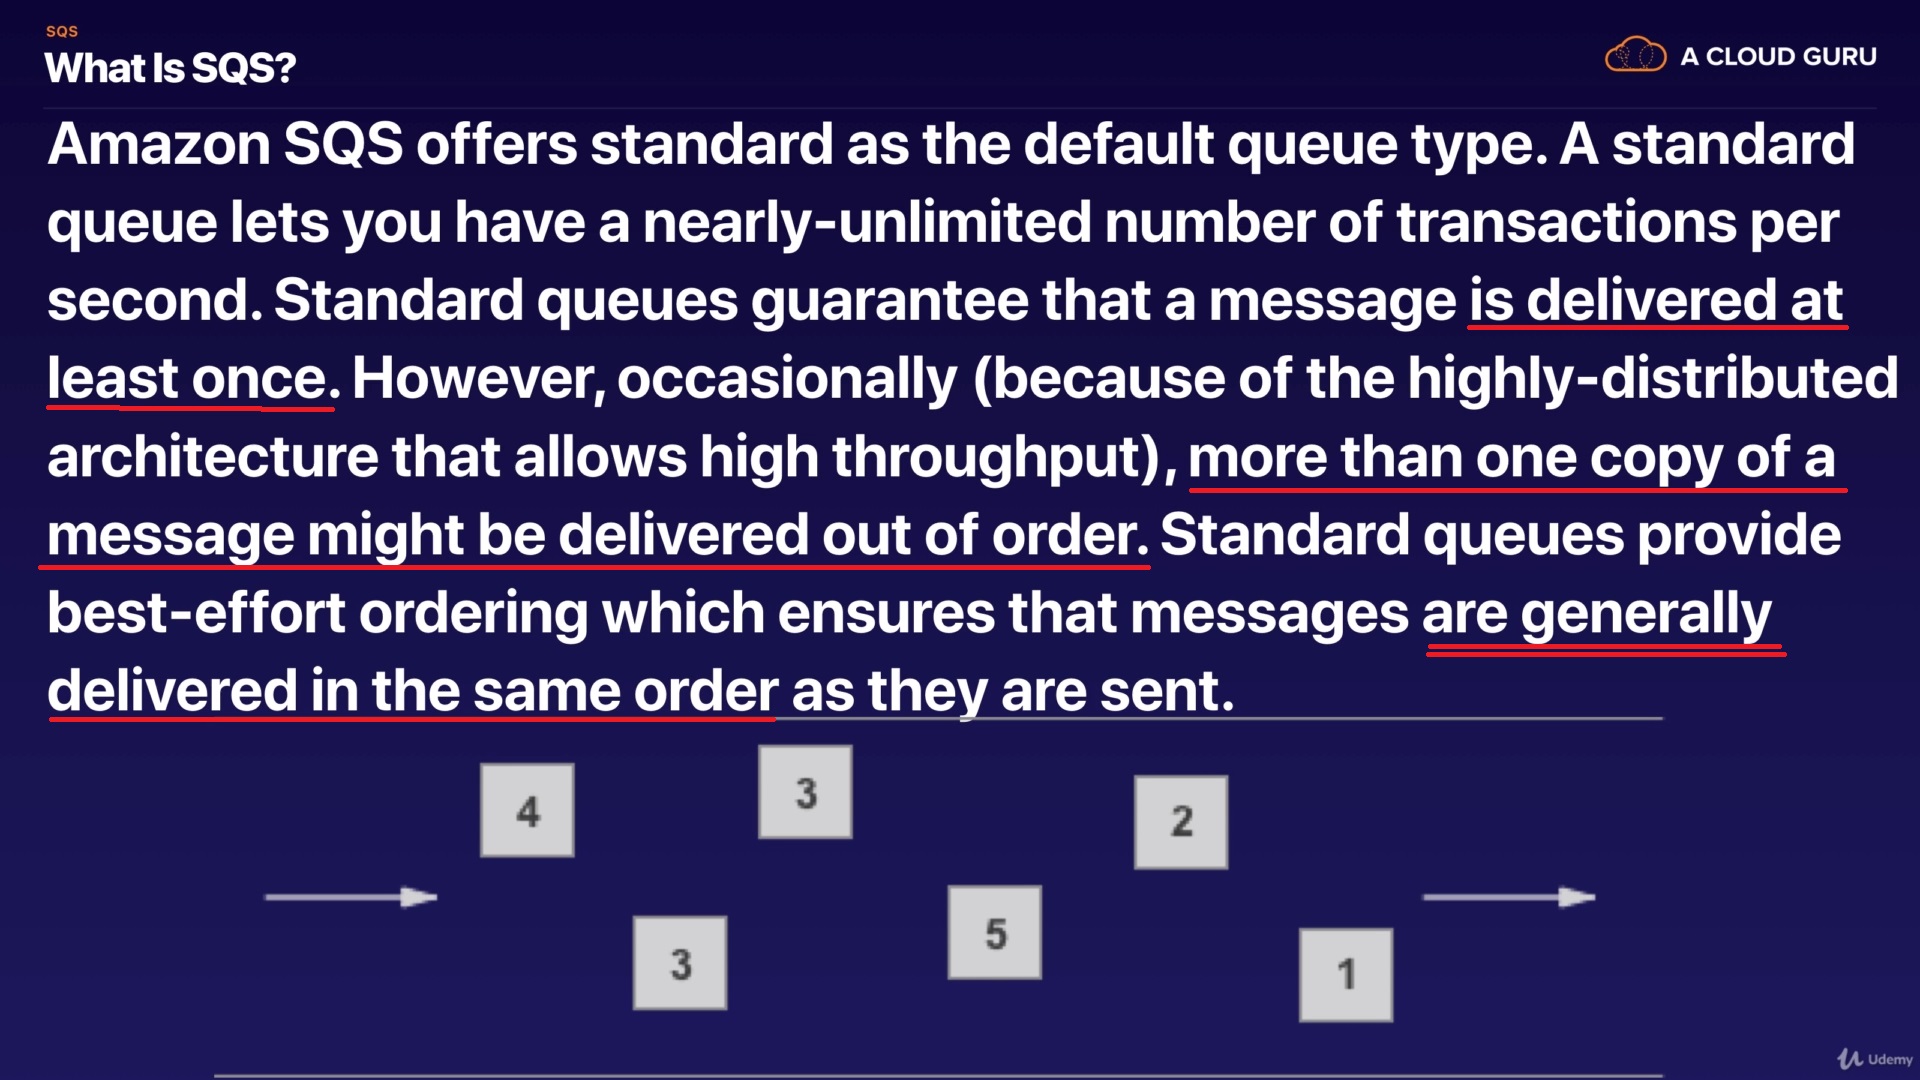 SQS
What Is SQS?
A CLOUD GURU
Amazon SQS offers standard as the default queue type. A standard
queue lets you have a nearly-unlimited number of transactions per
second. Standard queues guarantee that a message is delivered at
least once. However, occasionally (because of the highly-distributed
architecture that allows high throughput), more than one copy of a
message might be delivered out of order. Standard queues provide
best-effort ordering which ensures that messages are generally
delivered in the same order as they are sent.
4
3
2
3
5
1
Udemy